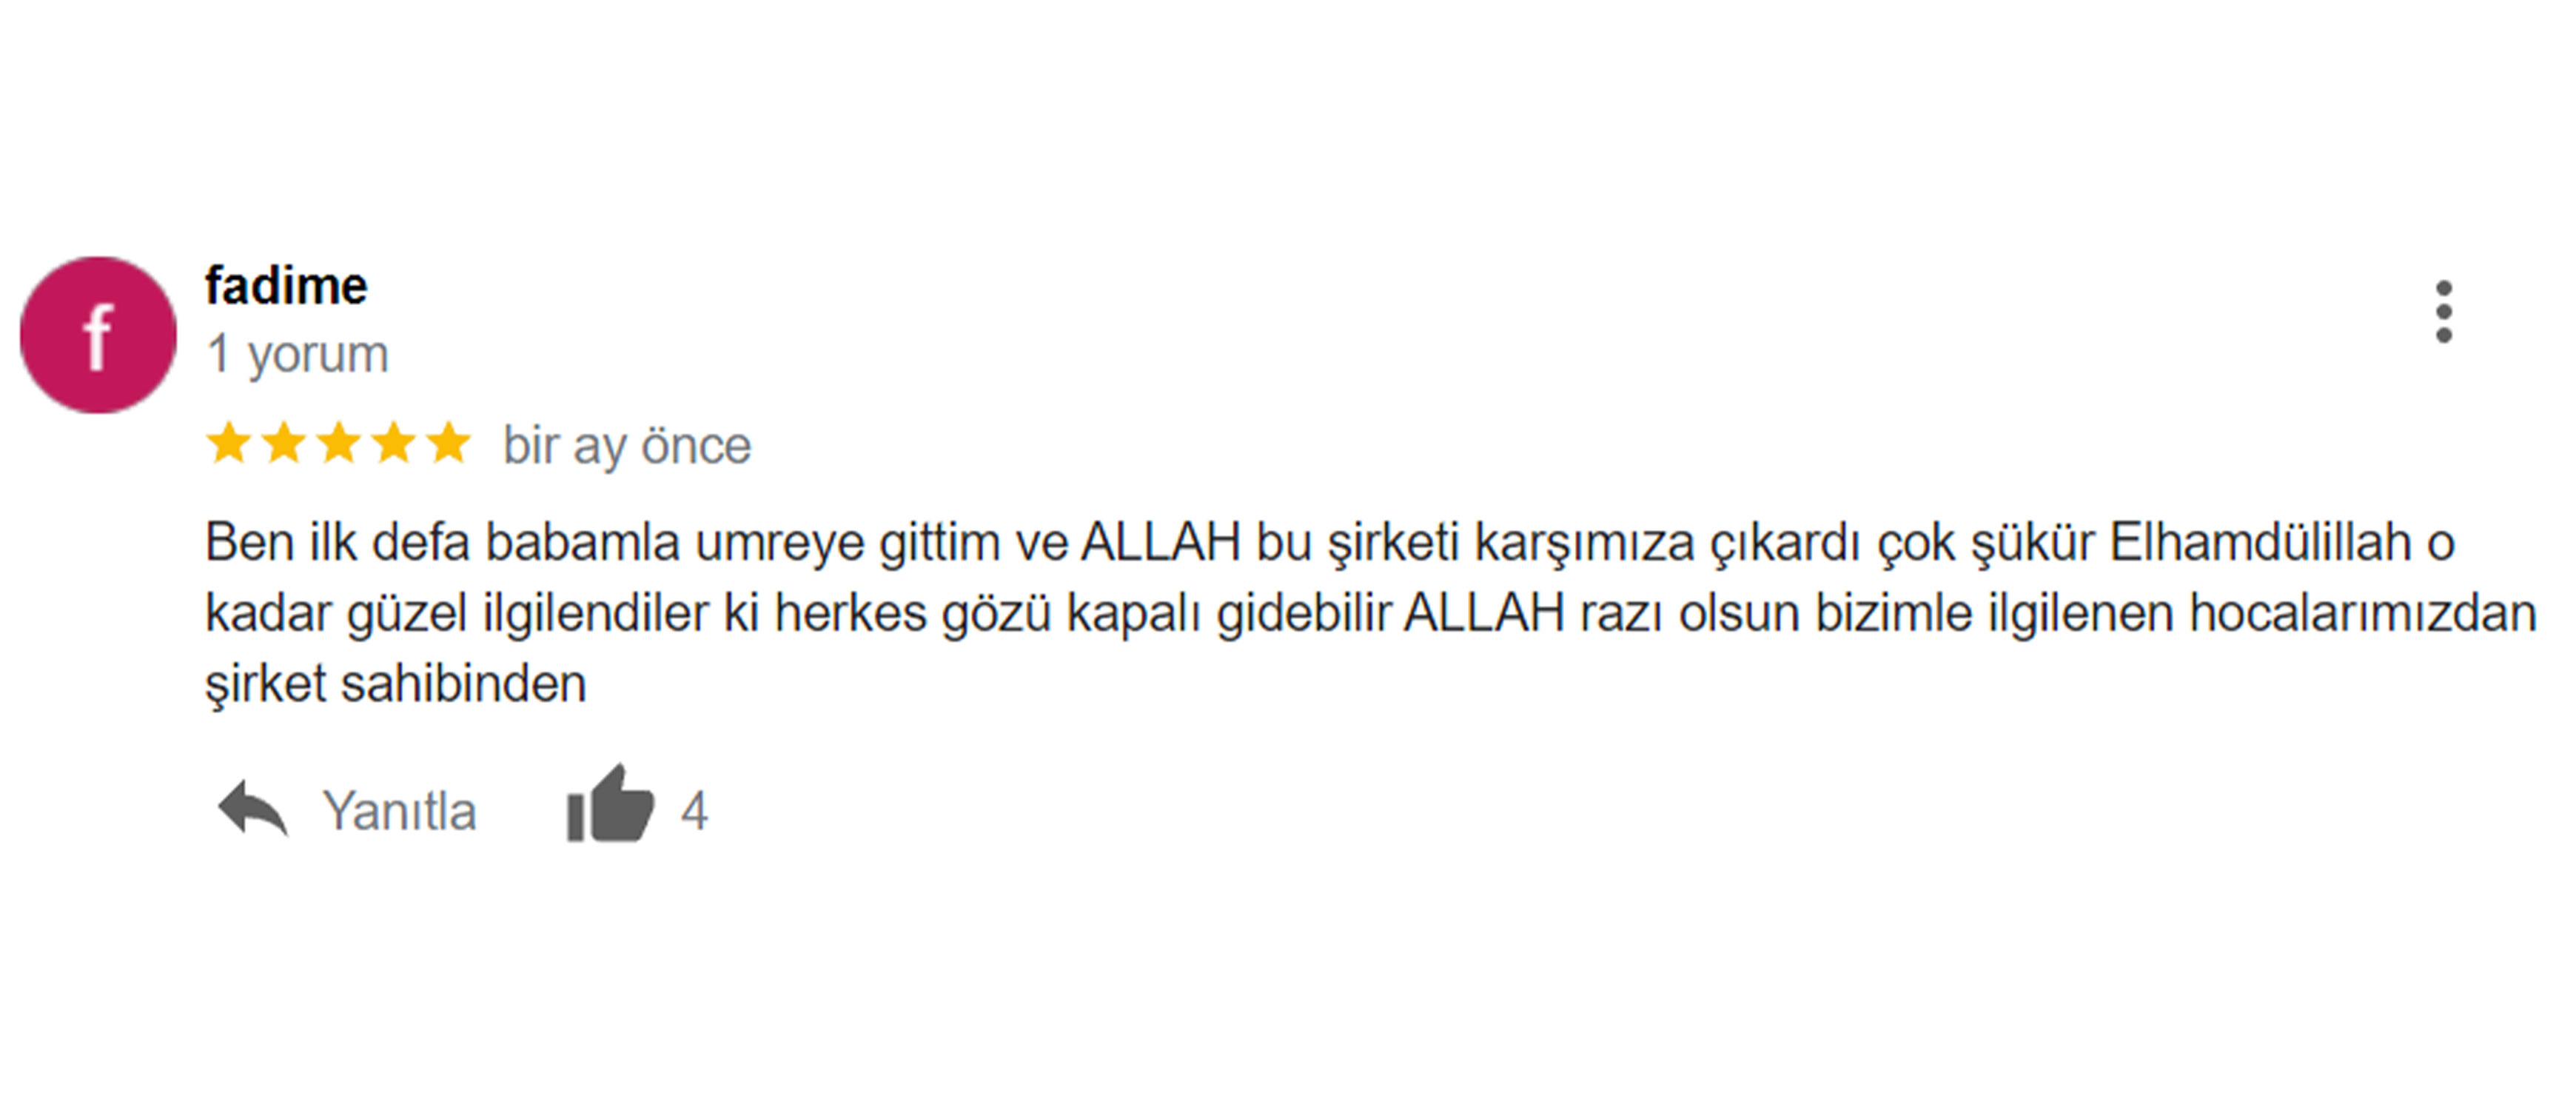 f
fadime
1 yorum
bir ay önce
Ben ilk defa babamla umreye gittim ve ALLAH bu şirketi karşımıza çıkardı çok şükür Elhamdülillah o
kadar güzel ilgilendiler ki herkes gözü kapalı gidebilir ALLAH razı olsun bizimle ilgilenen hocalarımızdan
şirket sahibinden
Yanıtla 4